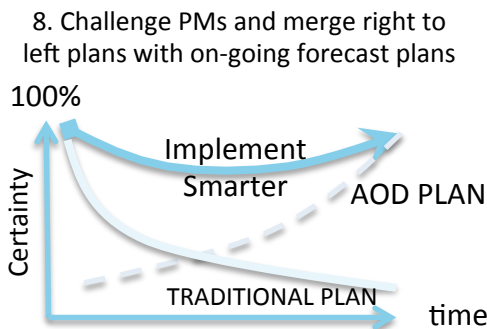 8. Challenge PMs and merge right to
left plans with on-going forecast plans
100%
Implement
Smarter
AOD PLAN
Certainty
TRADITIONAL PLAN
time